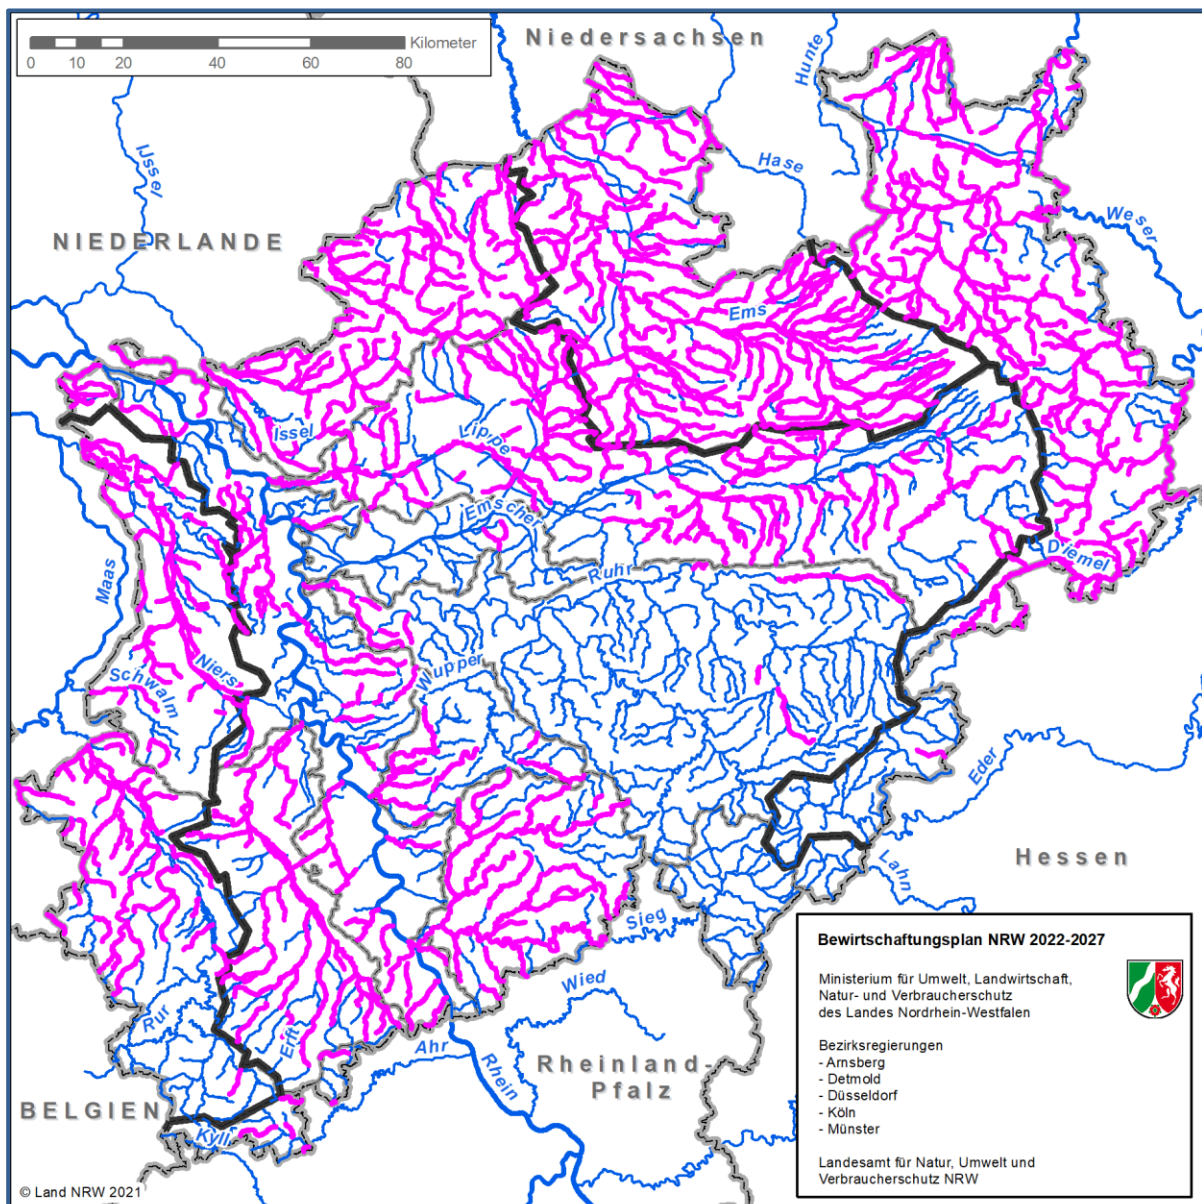 Kilometer
0 10 20 40 60 80
Niedersachsen
Hunte
IJssel
Hase
Weser
NIEDERLANDE
Ems
Issel
Lippe
Emscher
Maas
Ruhr
Diemel
Niers
Schwalm
Wupper
Eder
Hessen
Lahn
Sieg
Wied
Rur
Erft
Ahr
Rhein
Rheinland-
Pfalz
BELGIEN
Kyll
Bewirtschaftungsplan NRW 2022-2027
Ministerium für Umwelt, Landwirtschaft,
Natur- und Verbraucherschutz
des Landes Nordrhein-Westfalen
Bezirksregierungen
- Arnsberg
- Detmold
- Düsseldorf
- Köln
- Münster
Landesamt für Natur, Umwelt und
Verbraucherschutz NRW
© Land NRW 2021